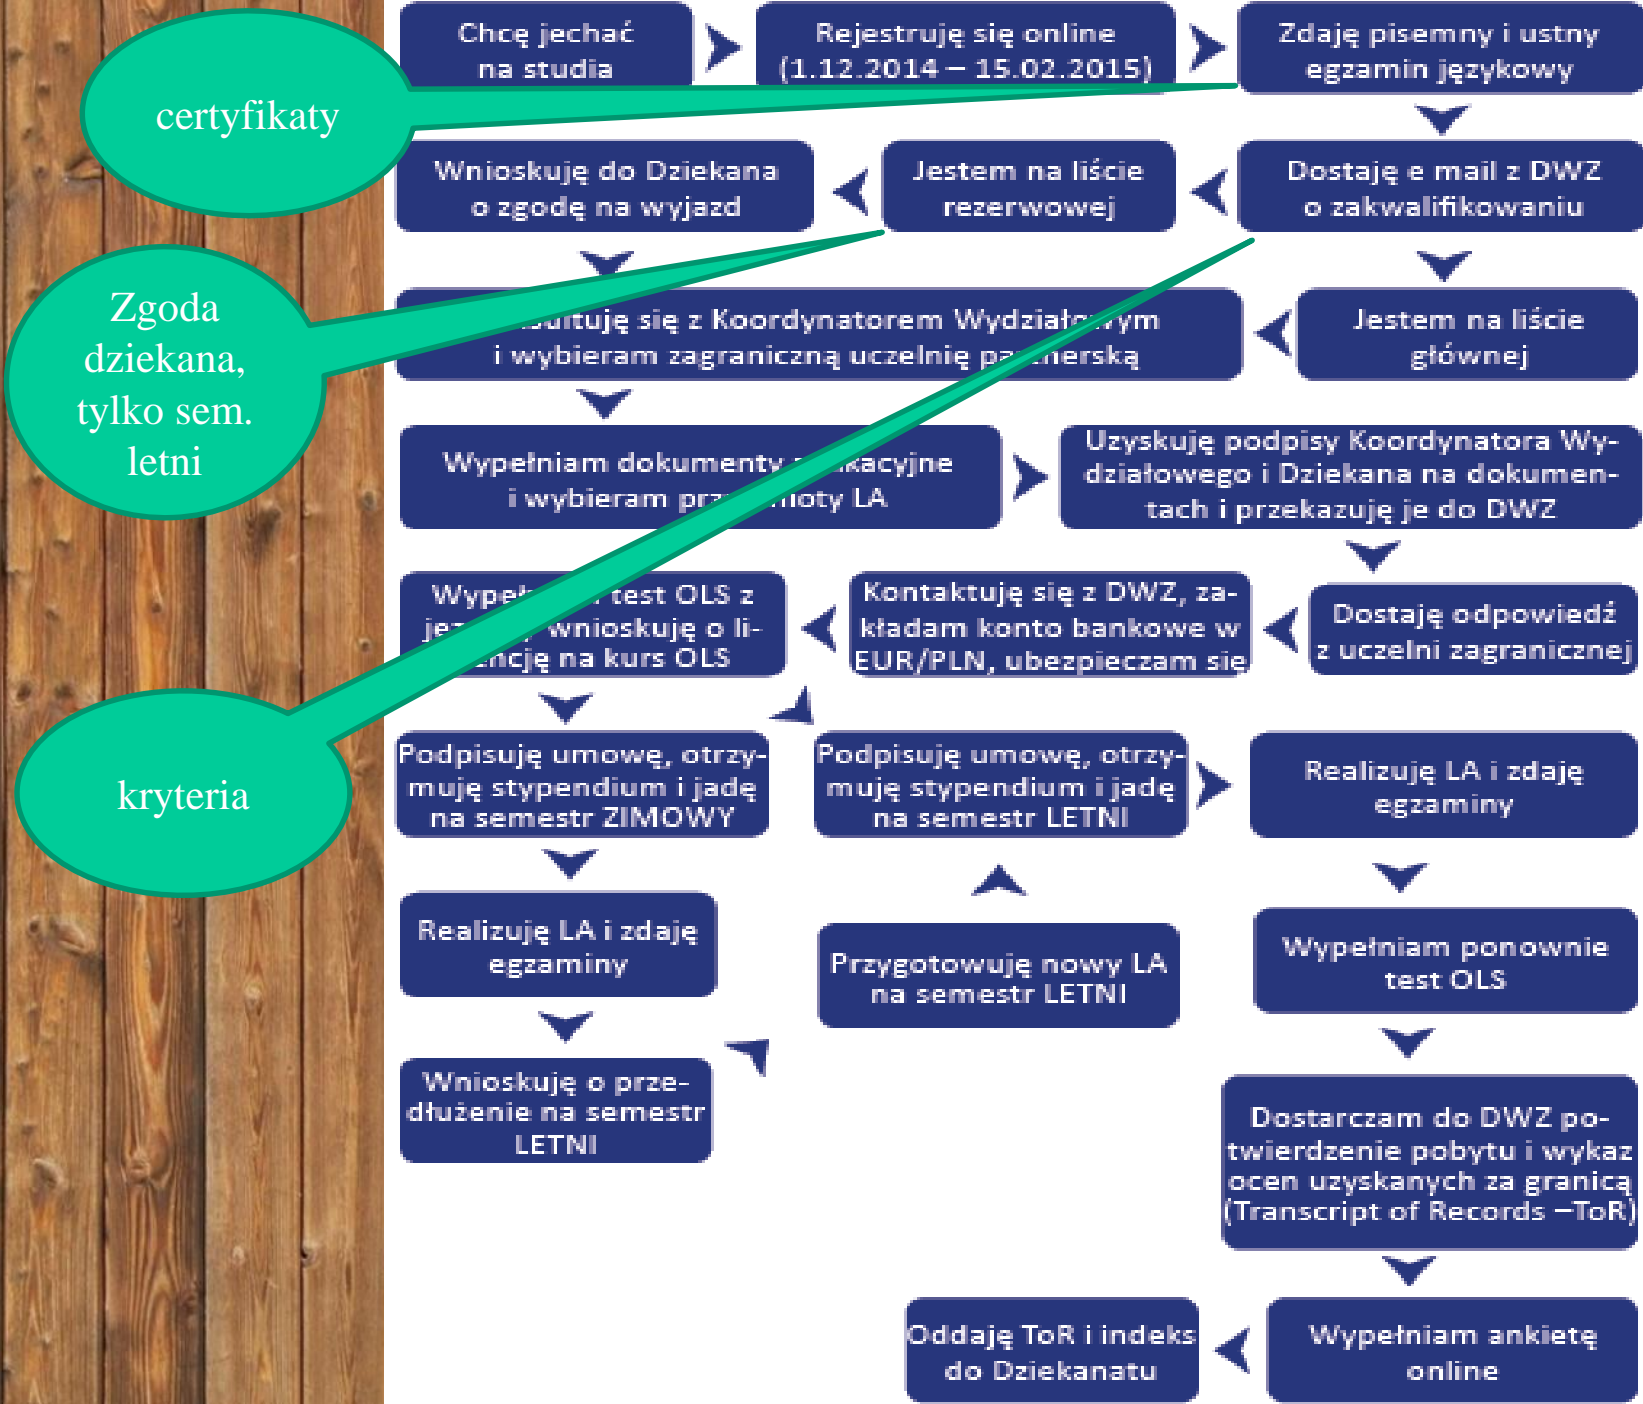 Chcę jechać
na studia
Rejestruję się online
(1.12.2014 – 15.02.2015)
Zdaję pisemny i ustny
egzamin językowy
certyfikaty
Wnioskuję do Dziekana
o zgodę na wyjazd
Jestem na liście
rezerwowej
Dostaję e mail z DWZ
o zakwalifikowaniu
Zgoda
dziekana,
tylko sem.
letni
się z Koordynatorem Wydziałowym
i wybieram zagraniczną uczelnię partnerską
Jestem na liście
głównej
Wypełniam dokumenty
i wybieram LA
Uzyskuję podpisy Koordynatora Wy-
działowego i Dziekana na dokumen-
tach i przekazuję je do DWZ
test OLS z
wnioskuję o li-
na kurs OLS
Kontaktuję się z DWZ, za-
kładam konto bankowe w
EUR/PLN, ubezpieczam się
Dostaję odpowiedź
z uczelni zagranicznej
kryteria
Podpisuję umowę, otrzy-
muję stypendium i jadę
na semestr ZIMOWY
Podpisuję umowę, otrzy-
muję stypendium i jadę
na semestr LETNI
Realizuję LA i zdaję
egzaminy
Realizuję LA i zdaję
egzaminy
Przygotowuję nowy LA
na semestr LETNI
Wypełniam ponownie
test OLS
Wnioskuję o prze-
dłużenie na semestr
LETNI
Dostarczam do DWZ po-
twierdzenie pobytu i wykaz
ocen uzyskanych za granicą
(Transcript of Records –ToR)
Oddaję ToR i indeks
do Dziekanatu
Wypełniam ankietę
online